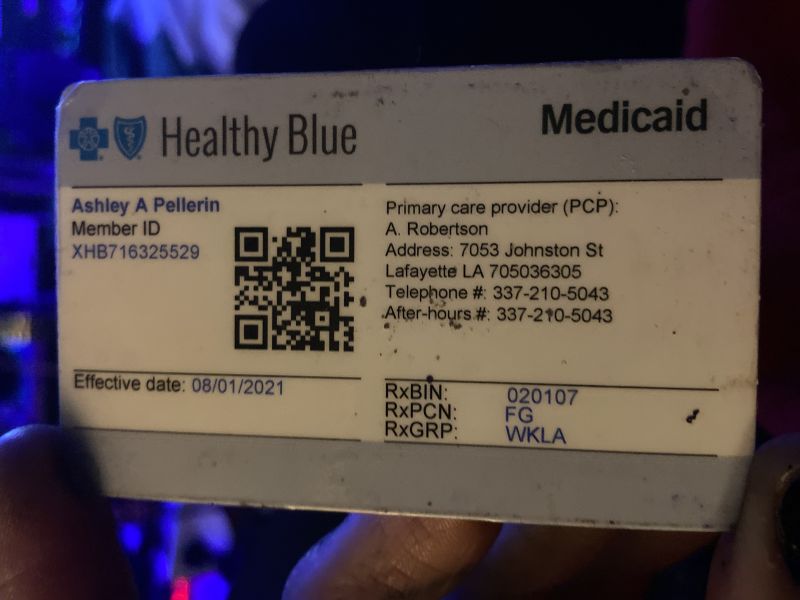 Healthy Blue
Medicaid
Ashley A Pellerin
Member ID
XHB716325529
Effective date: 08/01/2021
Primary care provider (PCP):
A. Robertson
Address: 7053 Johnston St
Lafayette LA 705036305
Telephone #: 337-210-5043
After-hours #: 337-210-5043
RxBIN: 020107
RxPCN: FG
RxGRP: WKLA